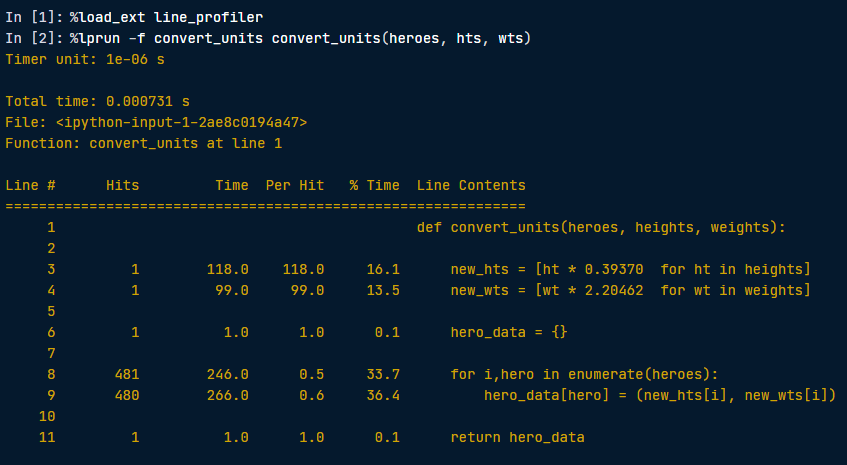 In [1]: %load_ext line_profiler
In [2]: %lprun -f convert_units convert_units(heroes, hts, wts)
Timer unit: 1e-06 s

Total time: 0.000731 s
File: <ipython-input-1-2ae8c0194a47>
Function: convert_units at line 1

Line #      Hits         Time  Per Hit   % Time  Line Contents
==============================================================
     1                                           def convert_units(heroes, heights, weights):
     2
     3         1        118.0    118.0     16.1      new_hts = [ht * 0.39370  for ht in heights]
     4         1         99.0     99.0     13.5      new_wts = [wt * 2.20462  for wt in weights]
     5
     6         1          1.0      1.0      0.1      hero_data = {}
     7
     8       481        246.0      0.5     33.7      for i,hero in enumerate(heroes):
     9       480        266.0      0.6     36.4          hero_data[hero] = (new_hts[i], new_wts[i])
    10
    11         1          1.0      1.0      0.1      return hero_data